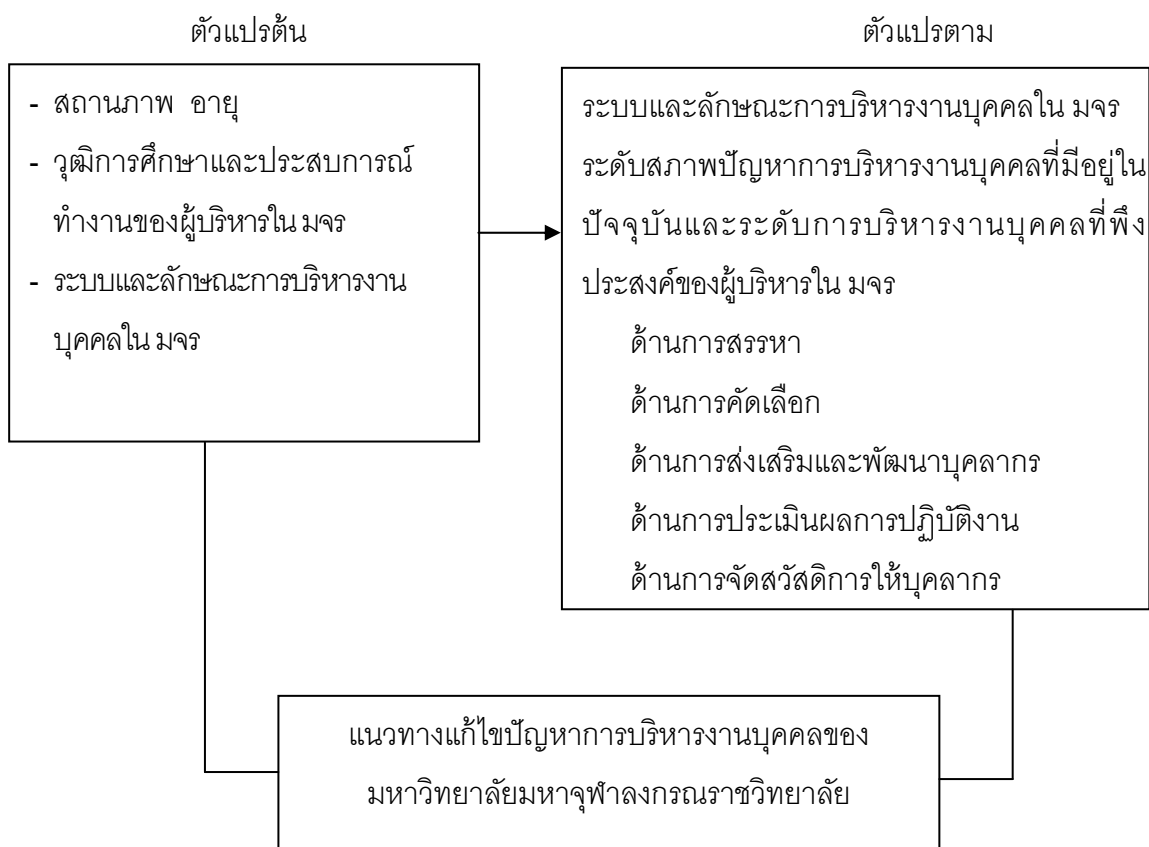 ตัวแปรต้น
- สถานภาพ อายุ
- วุฒิการศึกษาและประสบการณ์
ทำงานของผู้บริหารใน มจร
- ระบบและลักษณะการบริหารงาน
บุคคลใน มจร
ตัวแปรตาม
ระบบและลักษณะการบริหารงานบุคคลใน มจร
ระดับสภาพปัญหาการบริหารงานบุคคลที่มีอยู่ใน
ปัจจุบันและระดับการบริหารงานบุคคลที่พึง
ประสงค์ของผู้บริหารใน มจร
ด้านการสรรหา
ด้านการคัดเลือก
ด้านการส่งเสริมและพัฒนาบุคลากร
ด้านการประเมินผลการปฏิบัติงาน
ด้านการจัดสวัสดิการให้บุคลากร
แนวทางแก้ไขปัญหาการบริหารงานบุคคลของ
มหาวิทยาลัยมหาจุฬาลงกรณราชวิทยาลัย